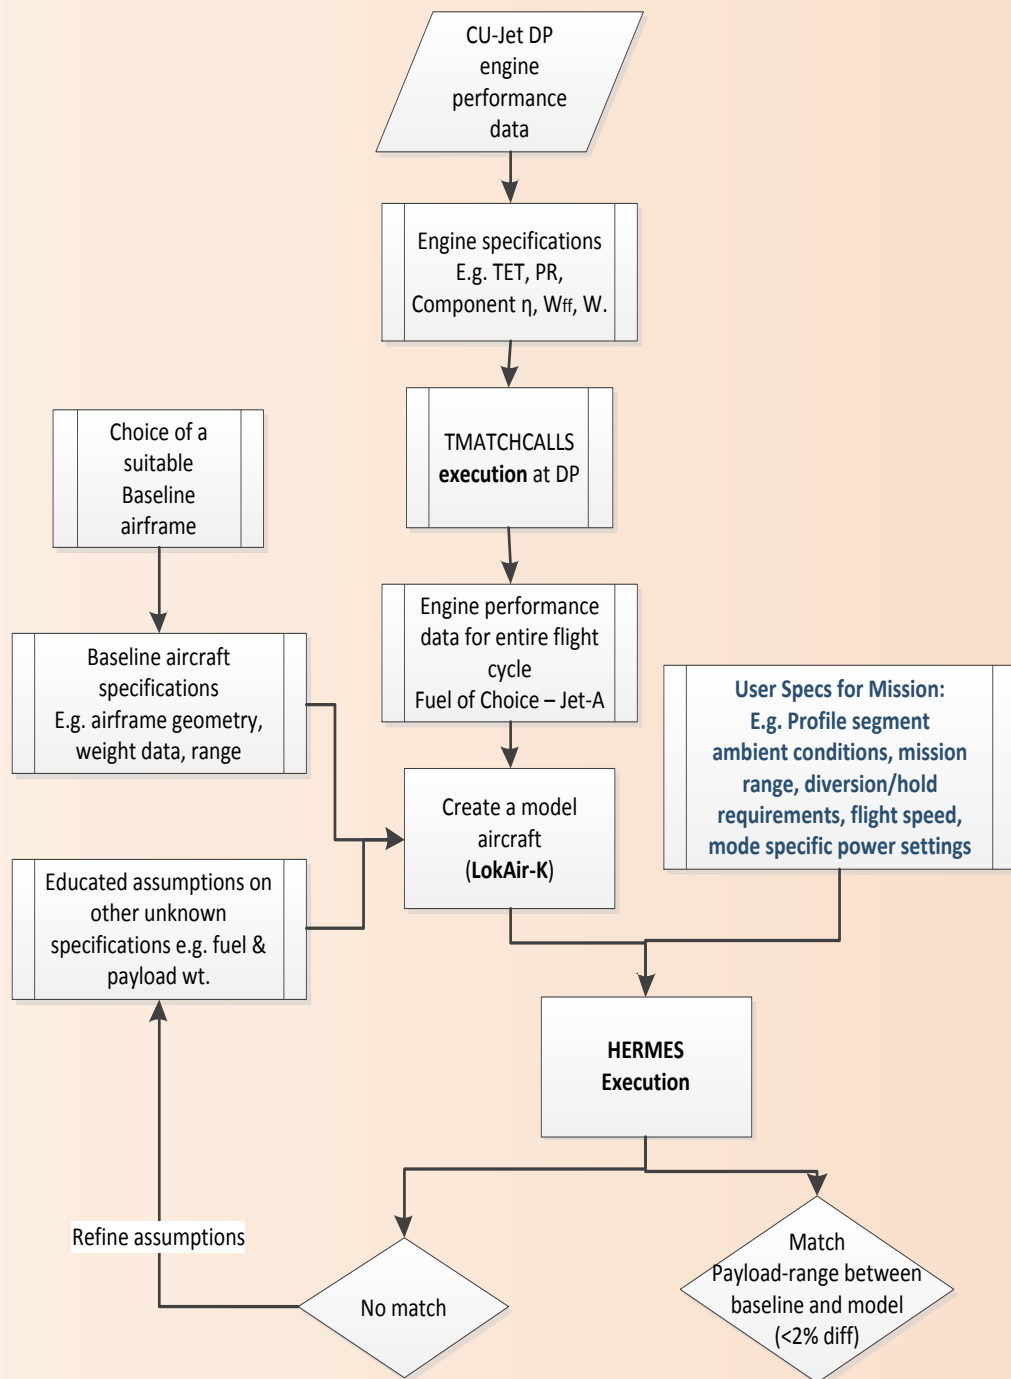 CU-Jet DP
engine
performance
data
Engine specifications
E.g. TET, PR,
Component η, Wff, W.
TMATCHCALLS
execution at DP
Choice of a
suitable
Baseline
airframe
Engine performance
data for entire flight
cycle
Fuel of Choice – Jet-A
Baseline aircraft
specifications
E.g. airframe geometry,
weight data, range
User Specs for Mission:
E.g. Profile segment
ambient conditions, mission
range, diversion/hold
requirements, flight speed,
mode specific power settings
Create a model
aircraft
(LokAir-K)
Educated assumptions on
other unknown
specifications e.g. fuel &
payload wt.
HERMES
Execution
Refine assumptions
No match
Match
Payload-range between
baseline and model
(<2% diff)